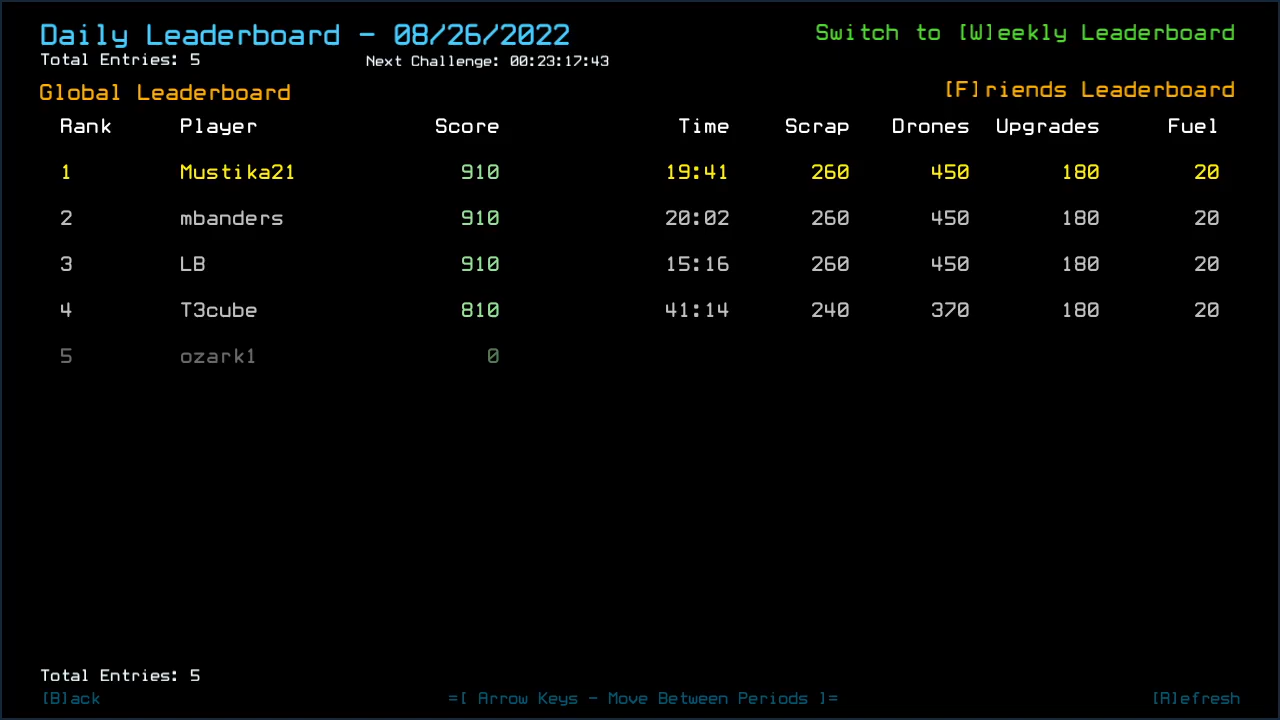 Daily Leaderboard - 08/26/2022 Switch to [W]eekly Leaderboard
Total Entries: 5 Next Challenge: 00:23:17:43
Global Leaderboard [F]riends Leaderboard
Rank Player Score Time Scrap Drones Upgrades Fuel
1 Mustika21 910 19:41 260 450 180 20
2 mbanders 910 20:02 260 450 180 20
3 LB 910 15:16 260 450 180 20
4 T3cube 810 41:14 240 370 180 20
5 ozark1 0
Total Entries: 5
[B]ack =[ Arrow Keys - Move Between Periods ]= [R]efresh